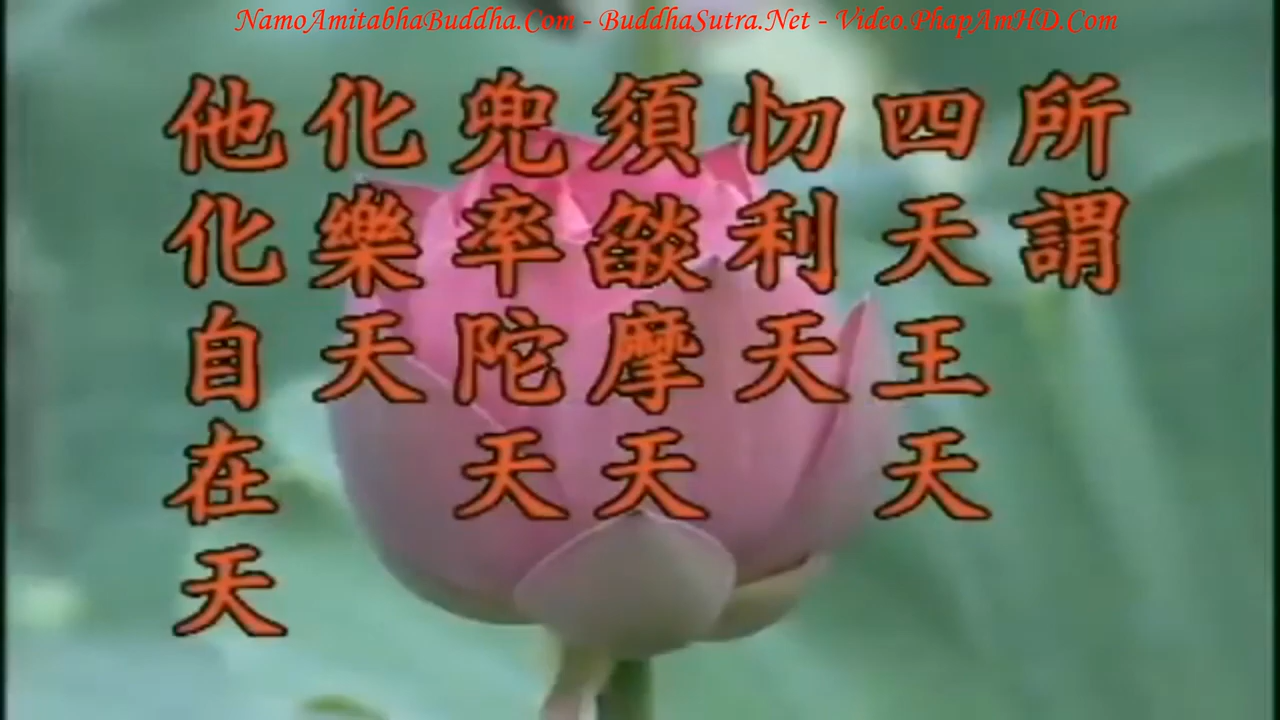 NamoAmitabhaBuddha.Com - BuddhaSutra.Net - Video.PhapAmHD.Com
所謂
四天王天
忉利天
須燄摩天
兜率陀天
化樂天
他化自在天